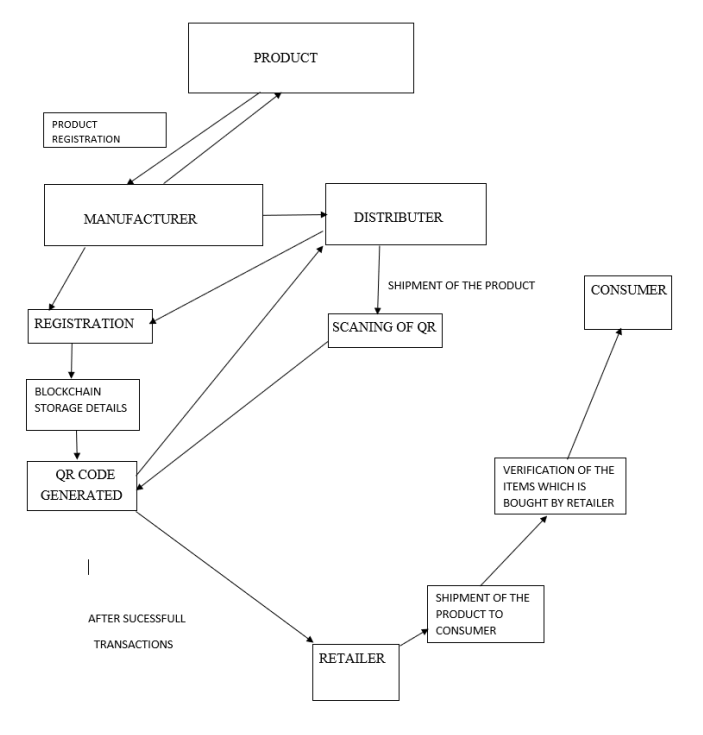 PRODUCT
PRODUCT
REGISTRATION
MANUFACTURER
DISTRIBUTER
SHIPMENT OF THE PRODUCT
CONSUMER
REGISTRATION
SCANING OF QR
BLOCKCHAIN
STORAGE DETAILS
QR CODE
GENERATED
VERIFICATION OF THE
ITEMS WHICH IS
BOUGHT BY RETAILER
SHIPMENT OF THE
PRODUCT TO
CONSUMER
AFTER SUCESSFULL
TRANSACTIONS
RETAILER